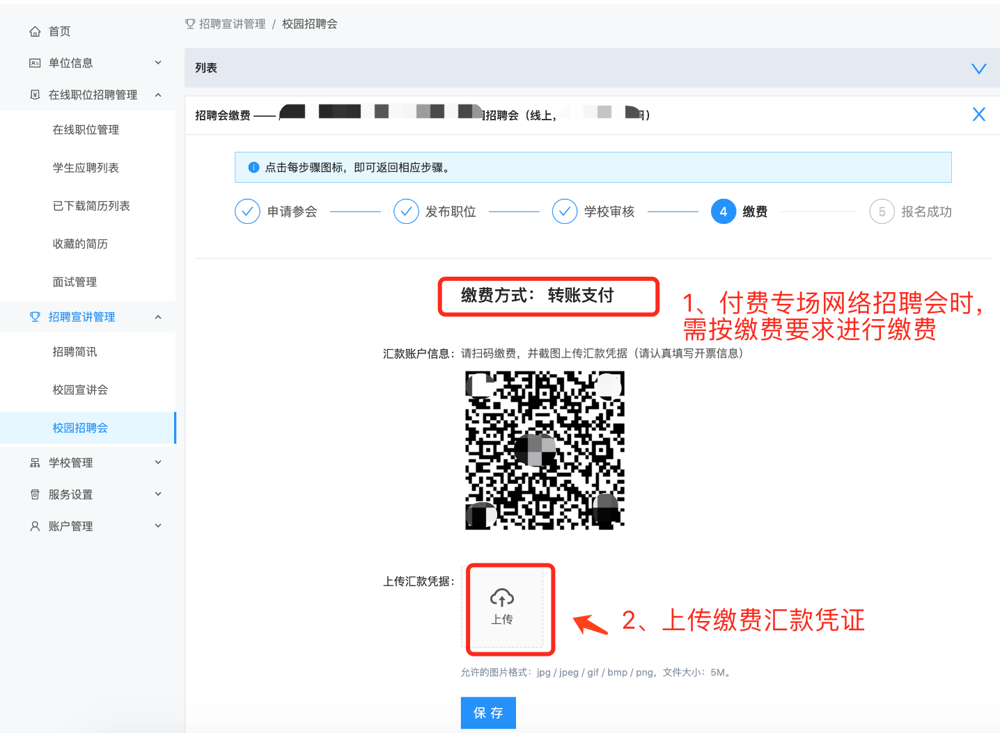 首页
单位信息
在线职位招聘管理
在线职位管理
学生应聘列表
已下载简历列表
收藏的简历
面试管理
招聘宣讲管理
招聘简讯
校园宣讲会
校园招聘会
学校管理
服务设置
账户管理
招聘宣讲管理 / 校园招聘会
列表
招聘会缴费 —— 招聘会（线上， ）
点击每步骤图标，即可返回相应步骤。
申请参会
发布职位
学校审核
4 缴费
5 报名成功
缴费方式： 转账支付
1、付费专场网络招聘会时，
需按缴费要求进行缴费
汇款账户信息：请扫码缴费，并截图上传汇款凭据（请认真填写开票信息）
上传汇款凭据：
上传
2、上传缴费汇款凭证
允许的图片格式：jpg / jpeg / gif / bmp / png，文件大小：5M。
保 存